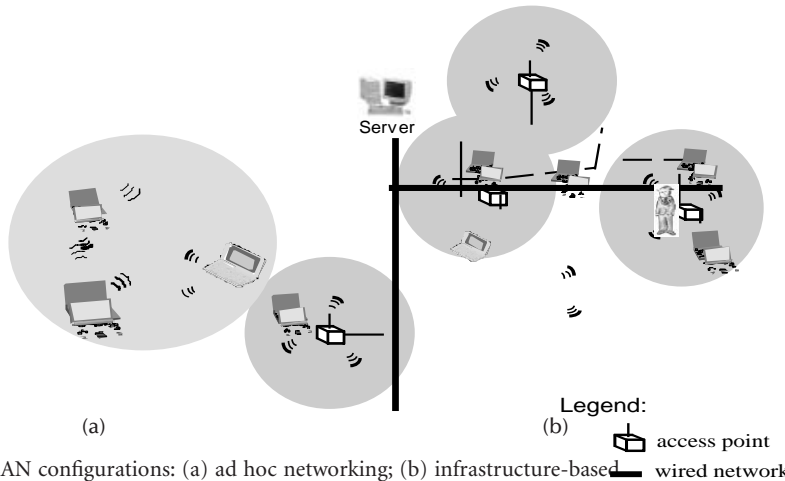 Server
(a)
(b)
Legend:
access point
wired network
AN configurations: (a) ad hoc networking; (b) infrastructure-based